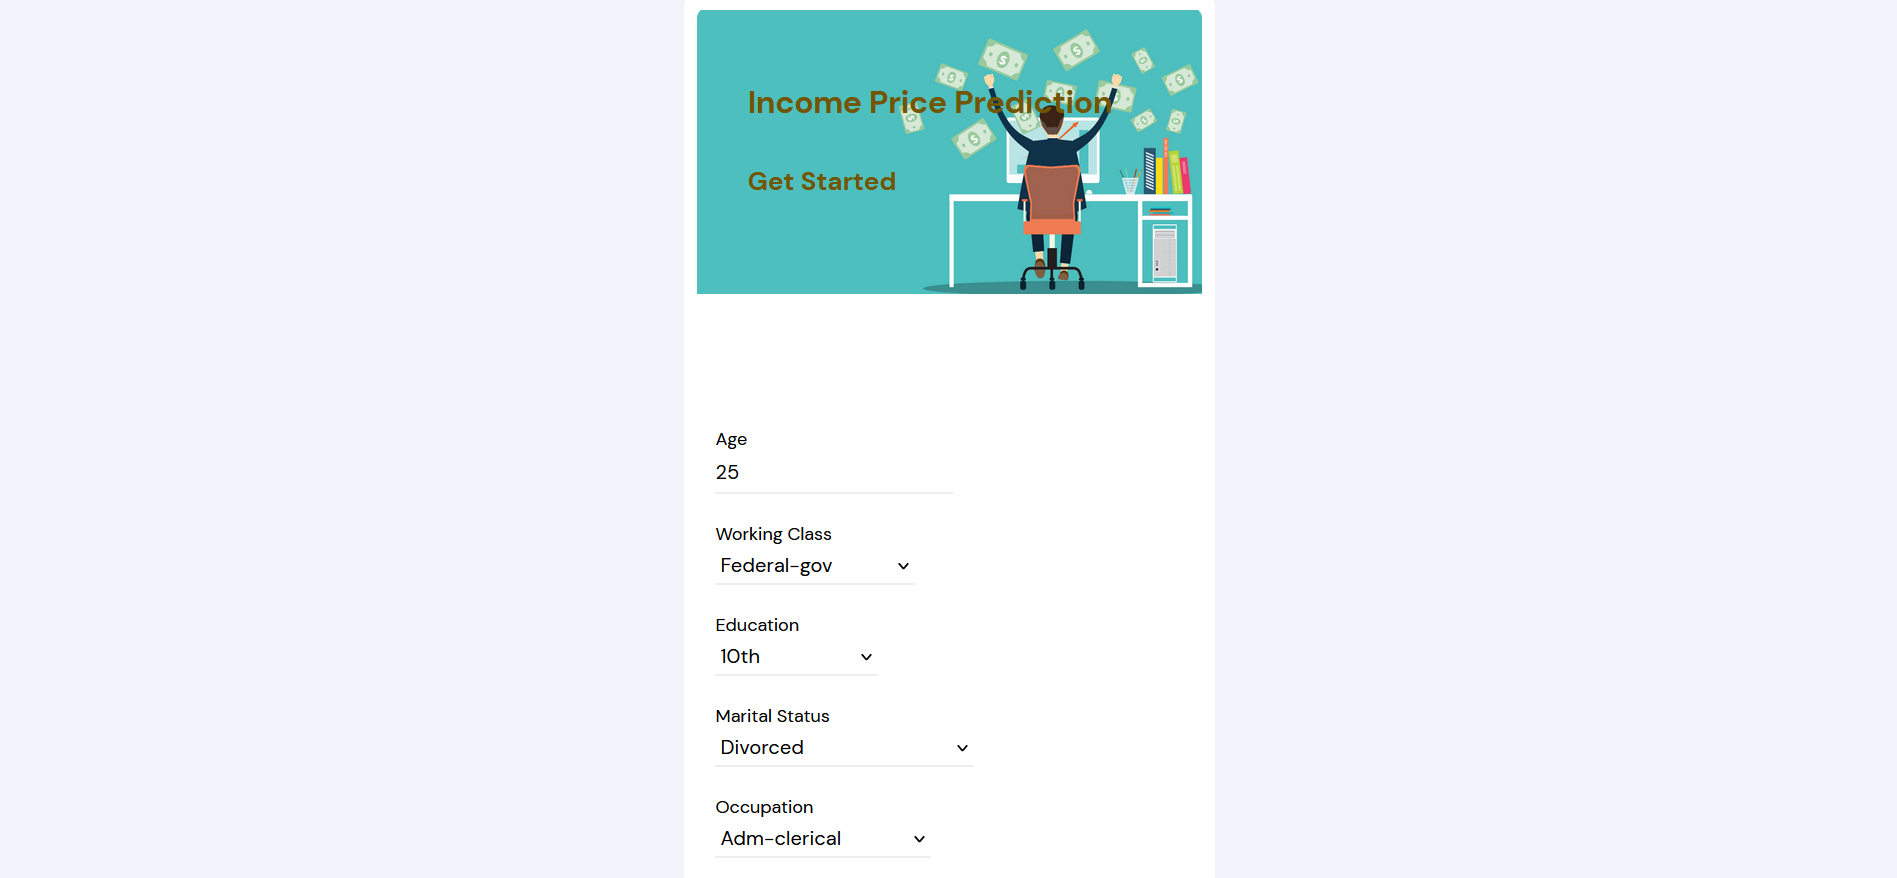 Income Price Prediction
Get Started
Age
25
Working Class
Federal-gov
Education
10th
Marital Status
Divorced
Occupation
Adm-clerical